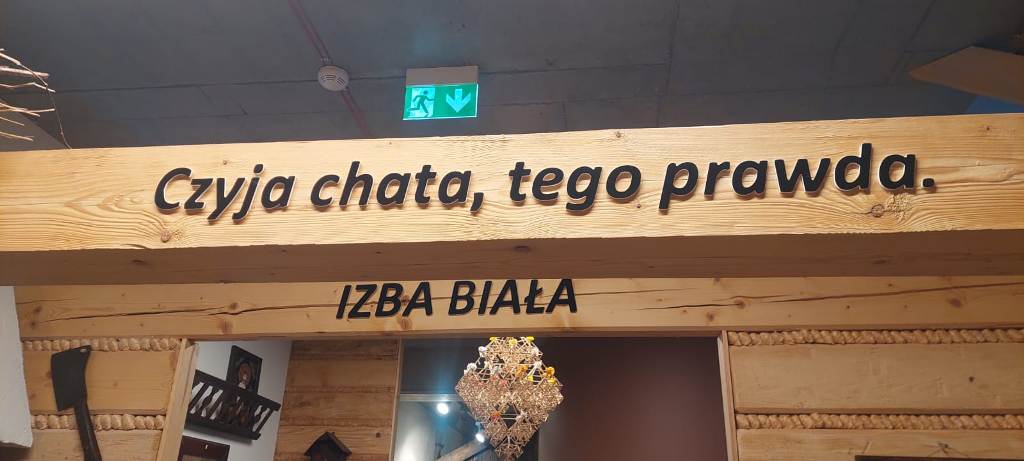 Czyja chata, tego prawda.
IZBA BIAŁA